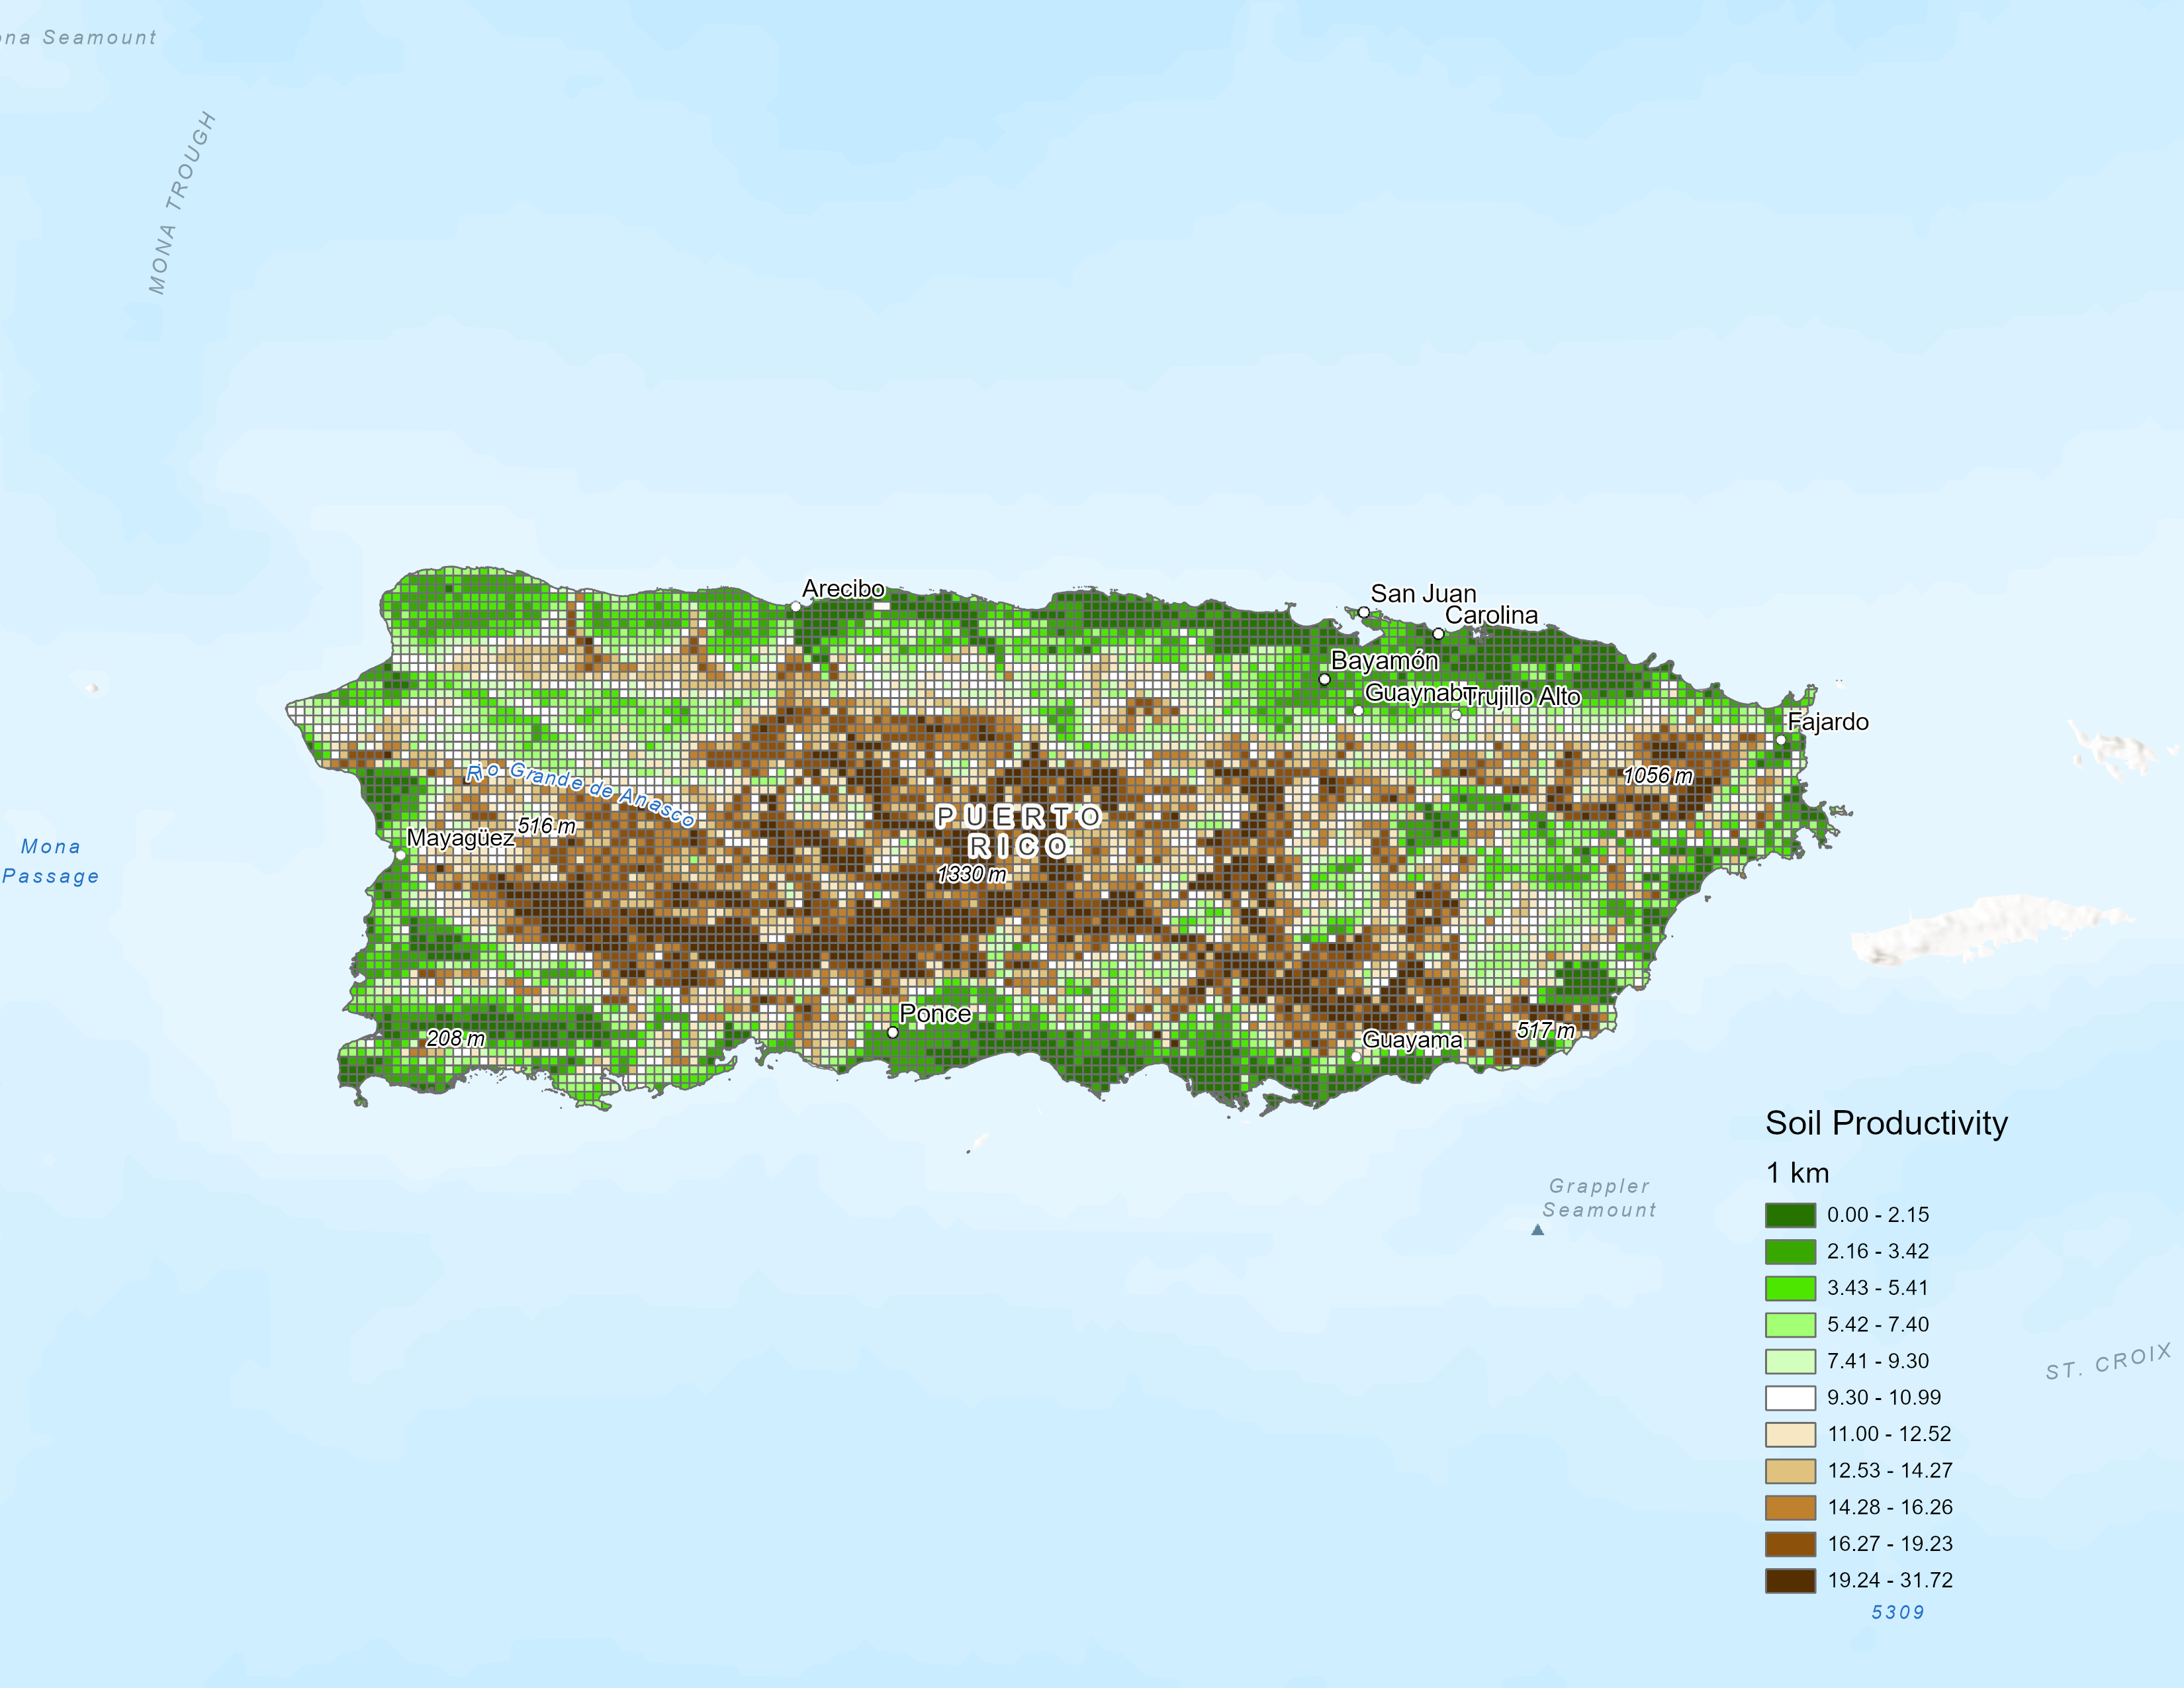 ona Seamount
MONA TROUGH
Arecibo
San Juan
Carolina
Bayamón
Guaynabo
Trujillo Alto
Fajardo
Rio Grande de Anasco
1056 m
PUERTO
RICO
516 m
Mayagüez
Mona
Passage
1330 m
Ponce
208 m
Guayama
517 m
Soil Productivity
1 km
0.00 - 2.15
2.16 - 3.42
3.43 - 5.41
5.42 - 7.40
7.41 - 9.30
9.30 - 10.99
11.00 - 12.52
12.53 - 14.27
14.28 - 16.26
16.27 - 19.23
19.24 - 31.72
Grappler
Seamount
ST. CROIX
5309